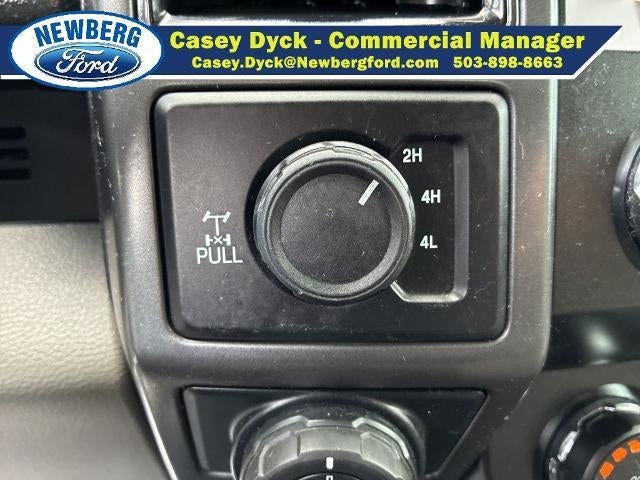 NEWBERG
Ford
Casey Dyck - Commercial Manager
Casey.Dyck@Newbergford.com 503-898-8663
2H
4H
4L
PULL